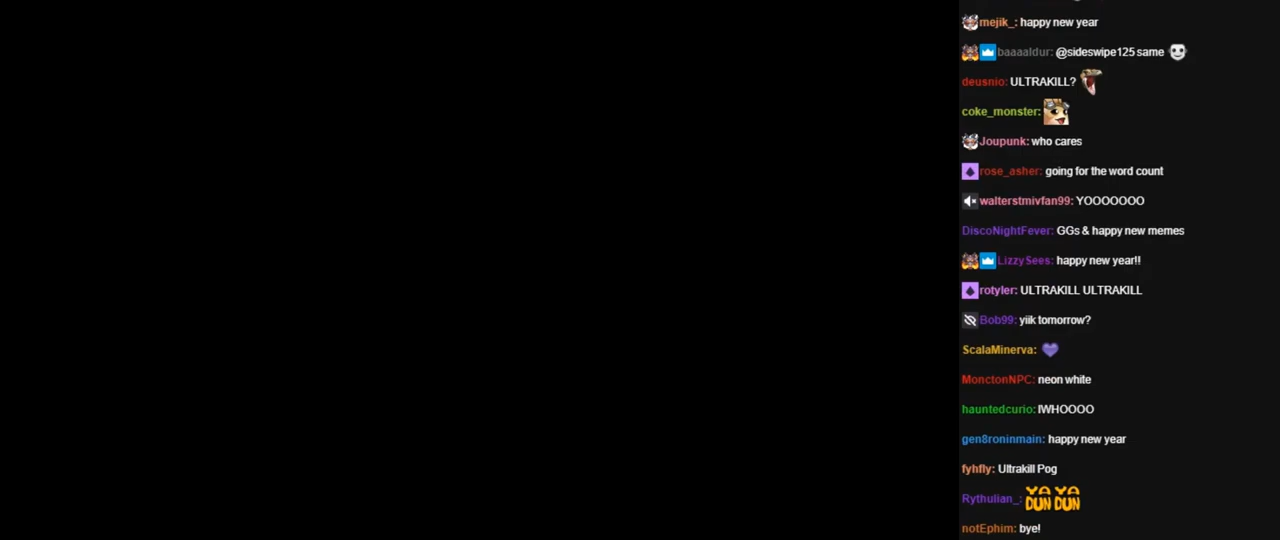 mejik_: happy new year
baaaaldur: @sideswipe125 same
deusnio: ULTRAKILL?
coke_monster:
Joupunk: who cares
rose_asher: going for the word count
walterstmivfan99: YOOOOOOO
DiscoNightFever: GGs & happy new memes
LizzySees: happy new year!!
rotyler: ULTRAKILL ULTRAKILL
Bob99: yiik tomorrow?
ScalaMinerva:
MonctonNPC: neon white
hauntedcurio: IWHOOOO
gen8roninmain: happy new year
fyhfly: Ultrakill Pog
Rythulian_: YA DUN YA DUN
notEphim: bye!